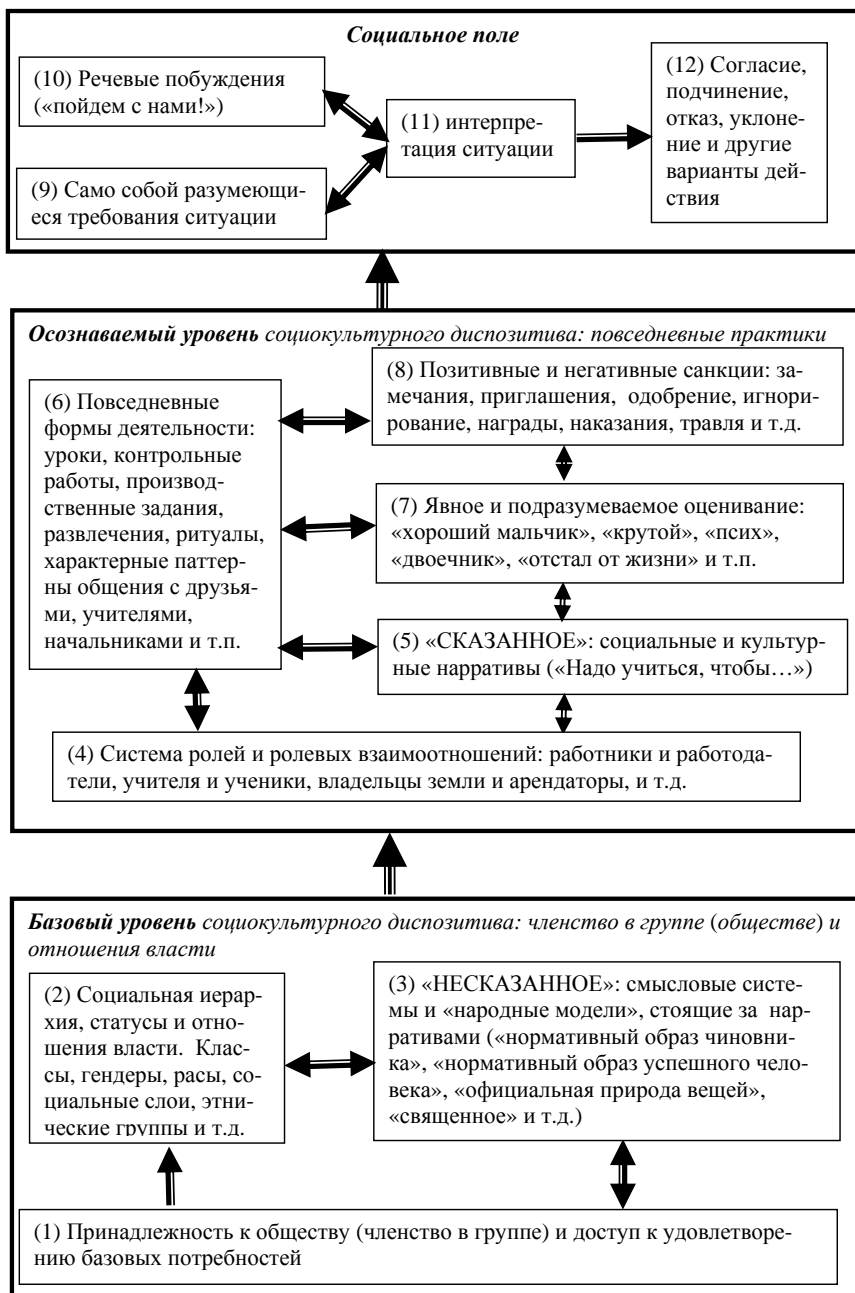 Социальное поле
(10) Речевые побуждения
(«пойдем с нами!»)
(11) интерпре-
тация ситуации
(12) Согласие,
подчинение,
отказ, уклоне-
ние и другие
варианты дей-
ствия
(9) Само собой разумеющи-
еся требования ситуации
Осознаваемый уровень социокультурного диспозитива: повседневные практики
(6) Повседневные
формы деятельности:
уроки, контрольные
работы, производ-
ственные задания,
развлечения, ритуалы,
характерные паттер-
ны общения с друзья-
ми, учителями,
начальниками и т.п.
(8) Позитивные и негативные санкции: за-
мечания, приглашения, одобрение, игнори-
рование, награды, наказания, травля и т.д.
(7) Явное и подразумеваемое оценивание:
«хороший мальчик», «крутой», «псих»,
«двоечник», «отстал от жизни» и т.п.
(5) «СКАЗАННОЕ»: социальные и культур-
ные нарративы («Надо учиться, чтобы…»)
(4) Система ролей и ролевых взаимоотношений: работники и работода-
тели, учителя и ученики, владельцы земли и арендаторы, и т.д.
Базовый уровень социокультурного диспозитива: членство в группе (обществе) и
отношения власти
(2) Социальная иерар-
хия, статусы и отно-
шения власти. Клас-
сы, гендеры, расы, со-
циальные слои, этни-
ческие группы и т.д.
(3) «НЕСКАЗАННОЕ»: смысловые систе-
мы и «народные модели», стоящие за нар-
ративами («нормативный образ чиновни-
ка», «нормативный образ успешного чело-
века», «официальная природа вещей»,
«священное» и т.д.)
(1) Принадлежность к обществу (членство в группе) и доступ к удовлетворе-
нию базовых потребностей